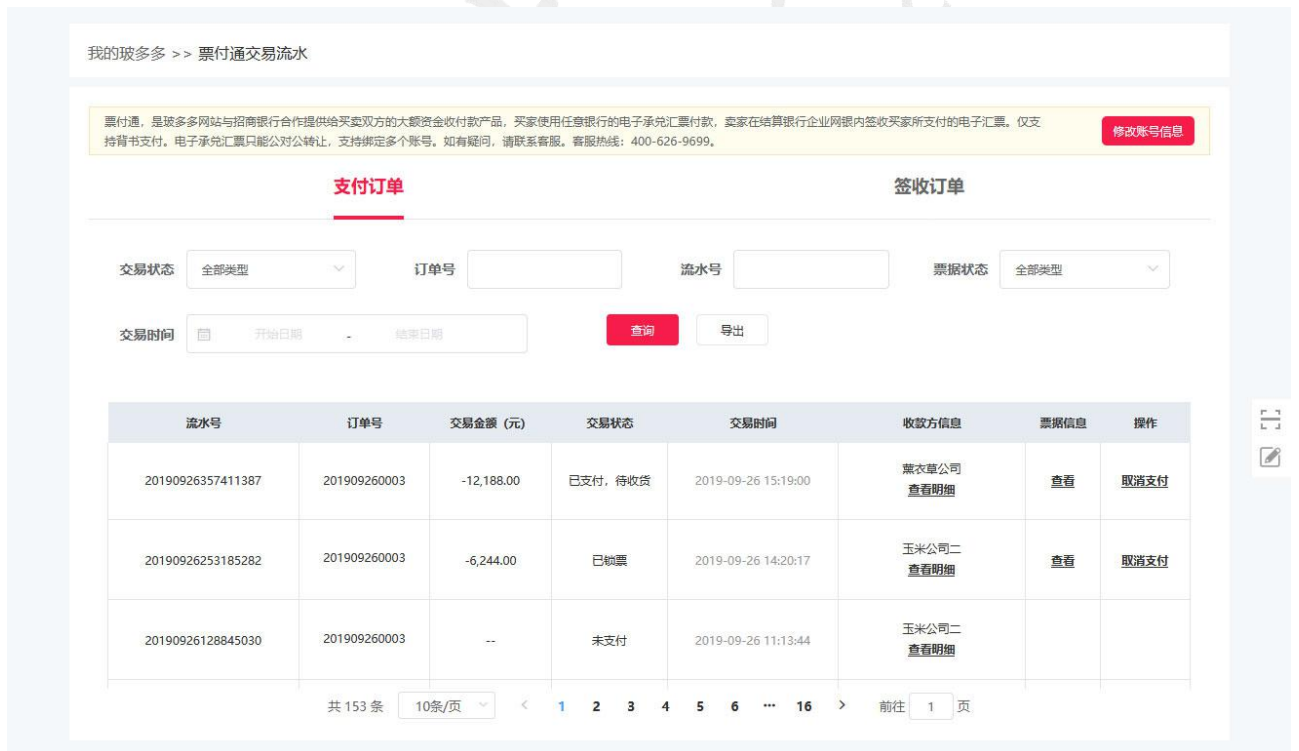 我的玻多多 >> 票付通交易流水
票付通，是玻多多网站与招商银行合作提供给买卖双方的大额资金收付款产品，买家使用任意银行的电子承兑汇票付款，卖家在结算银行企业网银内签收买家所支付的电子汇票。仅支
持背书支付。电子承兑汇票只能公对公转让，支持绑定多个账号。如有疑问，请联系客服。客服热线：400-626-9699。
修改账号信息
支付订单 签收订单
交易状态 全部类型 订单号 流水号 票据状态 全部类型
交易时间 开始日期 - 结束日期 查询 导出
流水号 订单号 交易金额（元） 交易状态 交易时间 收款方信息 票据信息 操作
20190926357411387 201909260003 -12,188.00 已支付，待收货 2019-09-26 15:19:00 薰衣草公司 查看明细 查看 取消支付
20190926253185282 201909260003 -6,244.00 已锁票 2019-09-26 14:20:17 玉米公司二 查看明细 查看 取消支付
20190926128845030 201909260003 -- 未支付 2019-09-26 11:13:44 玉米公司二 查看明细
共 153 条 10条/页 < 1 2 3 4 5 6 ··· 16 > 前往 1 页